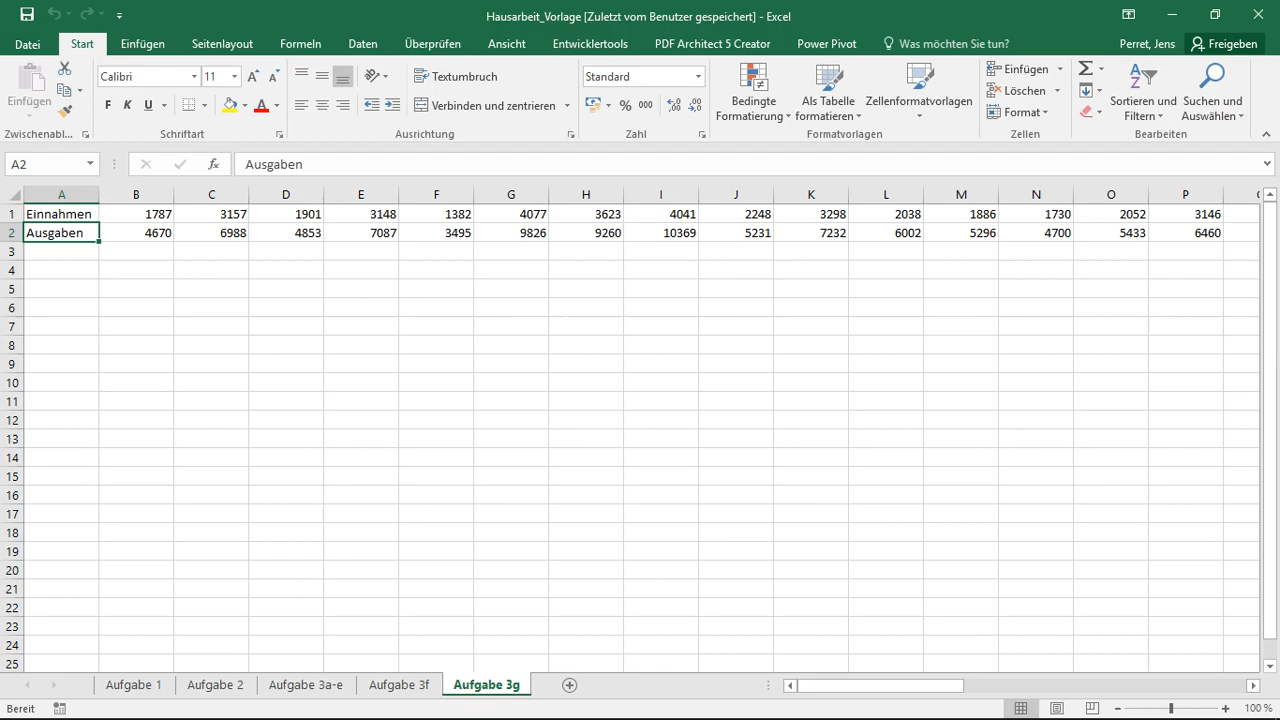 Hausarbeit_Vorlage [Zuletzt vom Benutzer gespeichert] - Excel
Datei Start Einfügen Seitenlayout Formeln Daten Überprüfen Ansicht Entwicklertools PDF Architect 5 Creator Power Pivot Was möchten Sie tun? Perret, Jens Freigeben
Calibri 11 Textumbruch Standard
Einfügen F K U Verbinden und zentrieren % 000
Bedingte Formatierung Als Tabelle formatieren Zellenformatvorlagen
Einfügen
Löschen
Format
Sortieren und Filtern Suchen und Auswählen
Zwischenabl... Schriftart Ausrichtung Zahl Formatvorlagen Zellen Bearbeiten
A2 fx Ausgaben
A B C D E F G H I J K L M N O P
1 Einnahmen 1787 3157 1901 3148 1382 4077 3623 4041 2248 3298 2038 1886 1730 2052 3146
2 Ausgaben 4670 6988 4853 7087 3495 9826 9260 10369 5231 7232 6002 5296 4700 5433 6460
3
4
5
6
7
8
9
10
11
12
13
14
15
16
17
18
19
20
21
22
23
24
25
Aufgabe 1 Aufgabe 2 Aufgabe 3a-e Aufgabe 3f Aufgabe 3g
Bereit 100 %